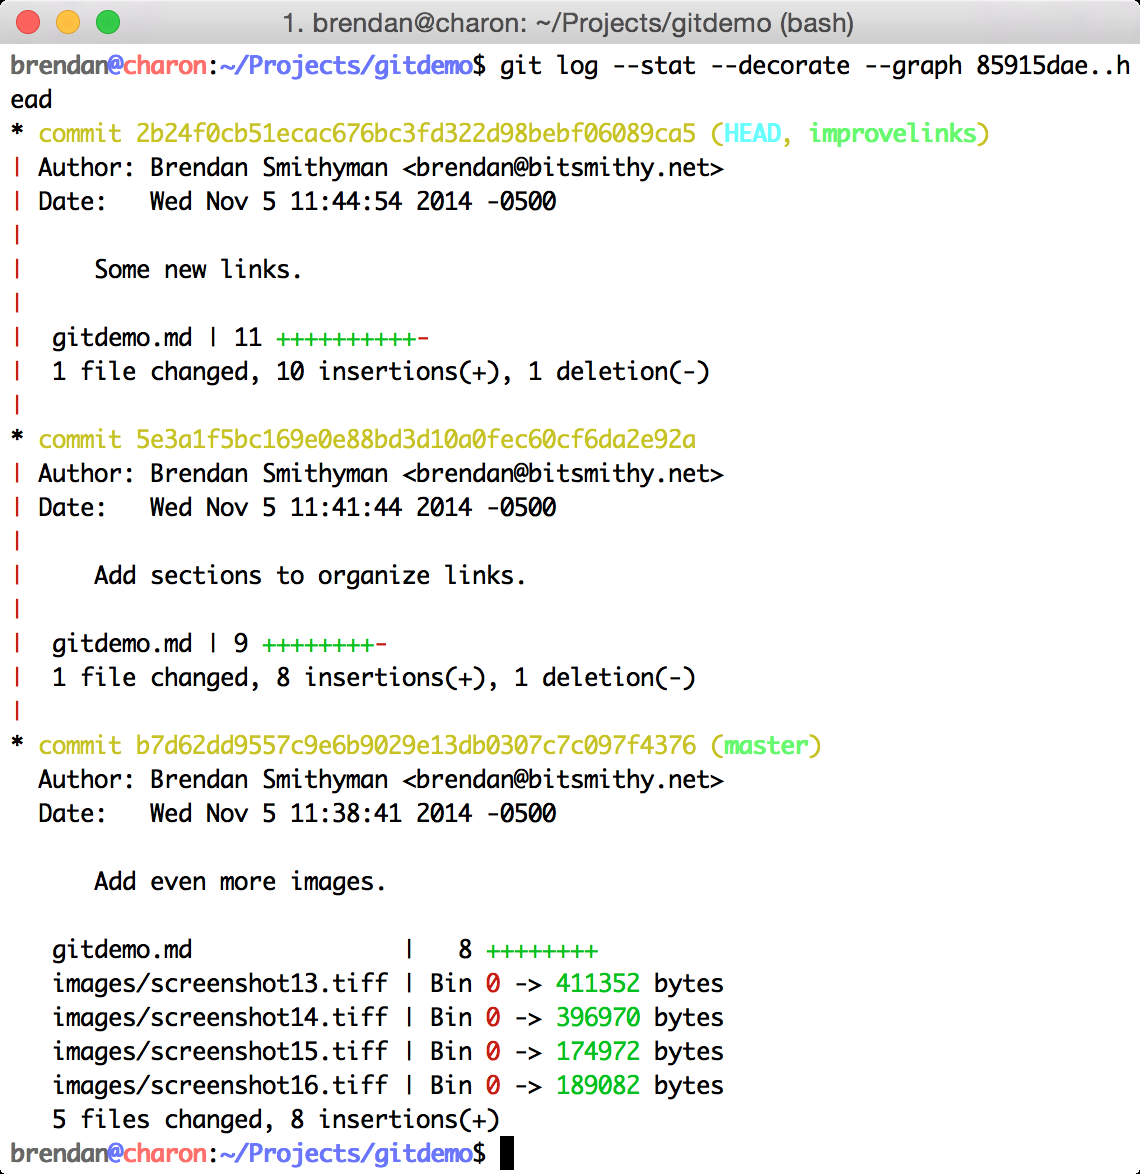 1. brendan@charon: ~/Projects/gitdemo (bash)
brendan@charon:~/Projects/gitdemo$ git log --stat --decorate --graph 85915dae..h
ead
* commit 2b24f0cb51ecac676bc3fd322d98bebf06089ca5 (HEAD, improvelinks)
| Author: Brendan Smithyman <brendan@bitsmithy.net>
| Date:   Wed Nov 5 11:44:54 2014 -0500
|
|     Some new links.
|
|  gitdemo.md | 11 ++++++++++-
|  1 file changed, 10 insertions(+), 1 deletion(-)
|
* commit 5e3a1f5bc169e0e88bd3d10a0fec60cf6da2e92a
| Author: Brendan Smithyman <brendan@bitsmithy.net>
| Date:   Wed Nov 5 11:41:44 2014 -0500
|
|     Add sections to organize links.
|
|  gitdemo.md | 9 ++++++++-
|  1 file changed, 8 insertions(+), 1 deletion(-)
|
* commit b7d62dd9557c9e6b9029e13db0307c7c097f4376 (master)
  Author: Brendan Smithyman <brendan@bitsmithy.net>
  Date:   Wed Nov 5 11:38:41 2014 -0500

      Add even more images.

   gitdemo.md               |   8 ++++++++
   images/screenshot13.tiff | Bin 0 -> 411352 bytes
   images/screenshot14.tiff | Bin 0 -> 396970 bytes
   images/screenshot15.tiff | Bin 0 -> 174972 bytes
   images/screenshot16.tiff | Bin 0 -> 189082 bytes
   5 files changed, 8 insertions(+)
brendan@charon:~/Projects/gitdemo$